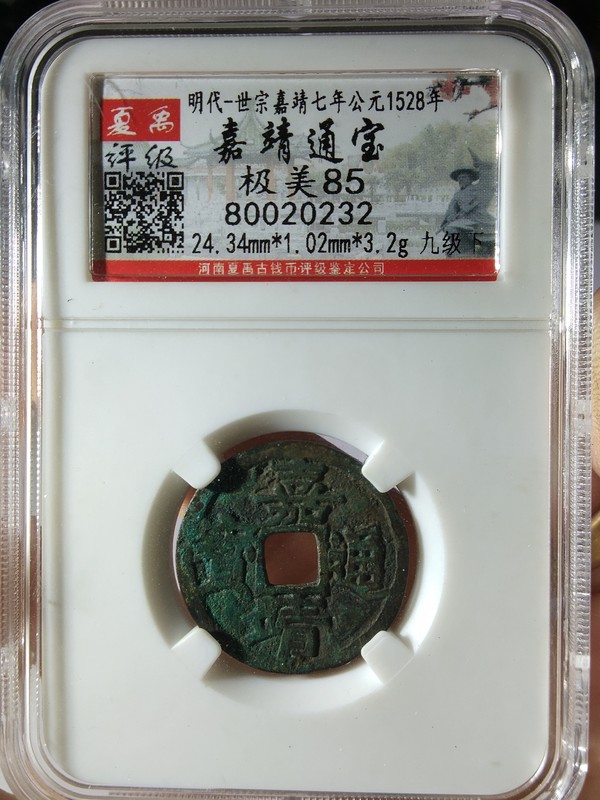 夏禹
评级
明代-世宗嘉靖七年公元1528年
嘉靖通宝
极美85
80020232
24.34mm*1.02mm*3.2g 九级下
河南夏禹古钱币评级鉴定公司
嘉靖通寳